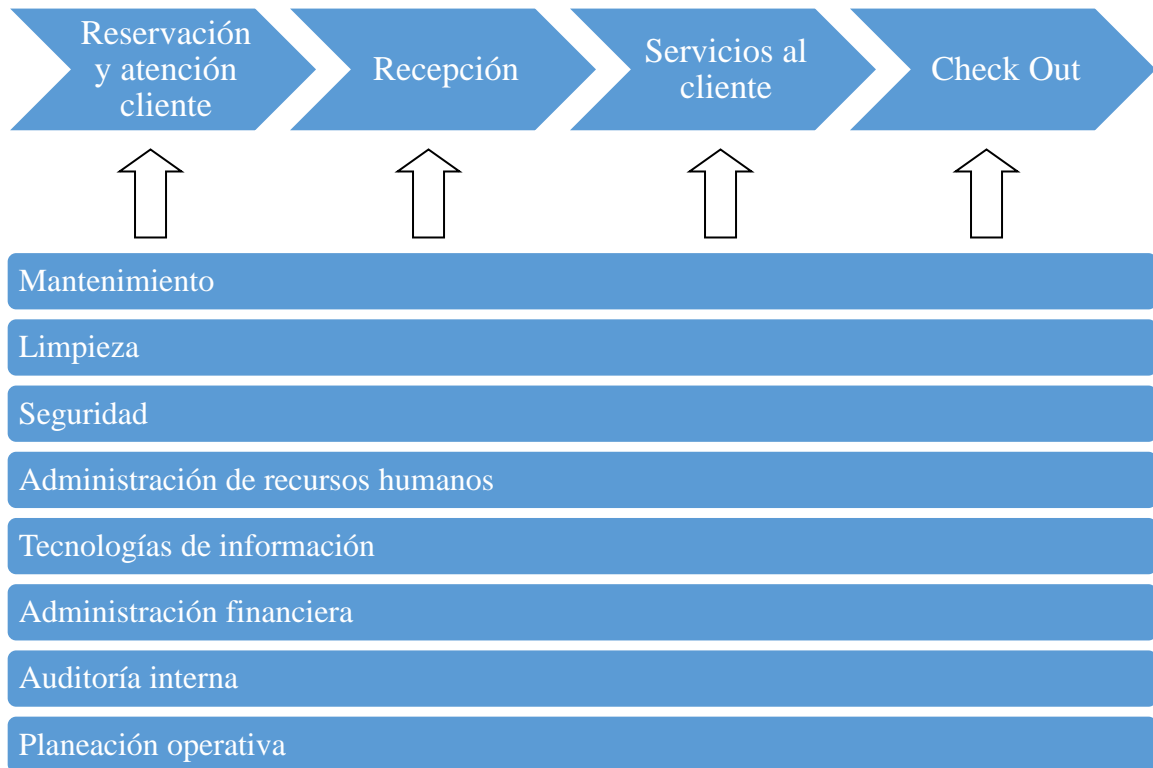 Reservación
y atención
cliente
Recepción
Servicios al
cliente
Check Out
Mantenimiento
Limpieza
Seguridad
Administración de recursos humanos
Tecnologías de información
Administración financiera
Auditoría interna
Planeación operativa